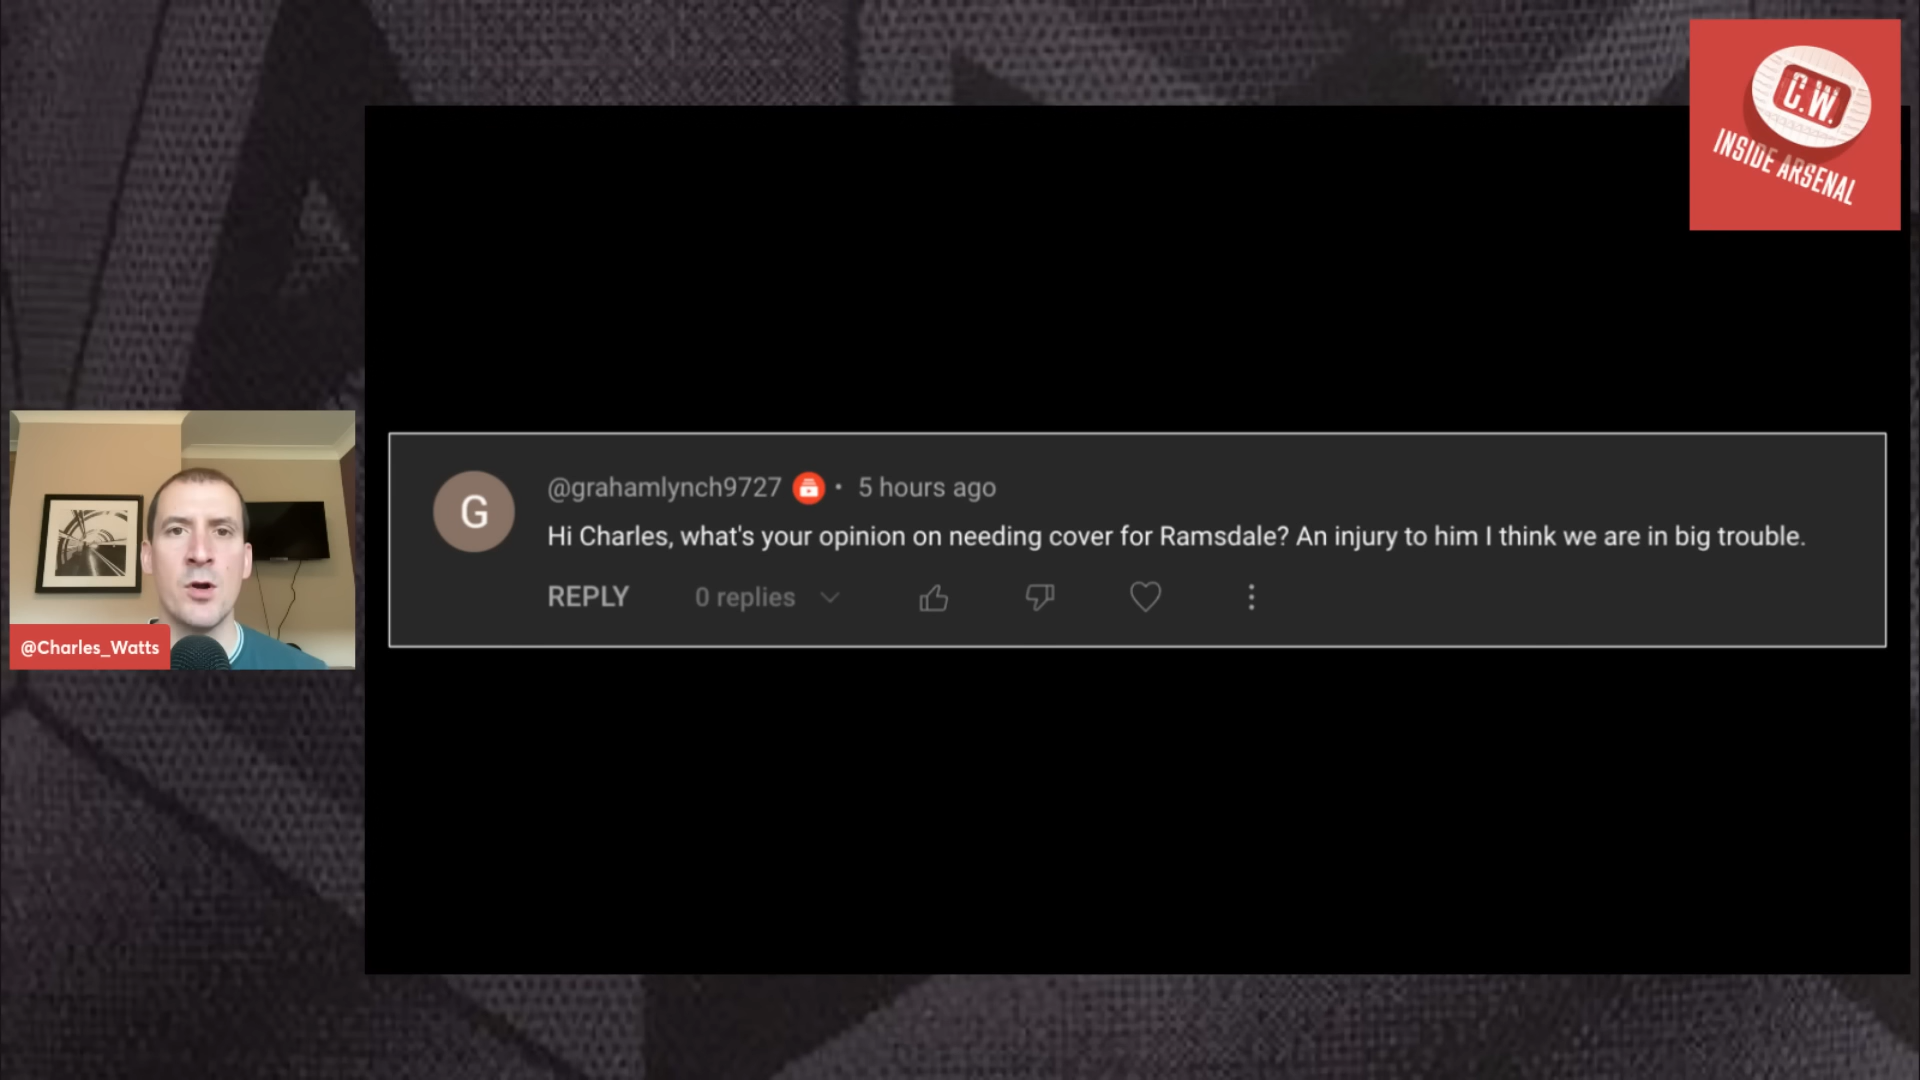 C.W.
INSIDE ARSENAL
@grahamlynch9727 • 5 hours ago
G
Hi Charles, what's your opinion on needing cover for Ramsdale? An injury to him I think we are in big trouble.
REPLY 0 replies
@Charles_Watts